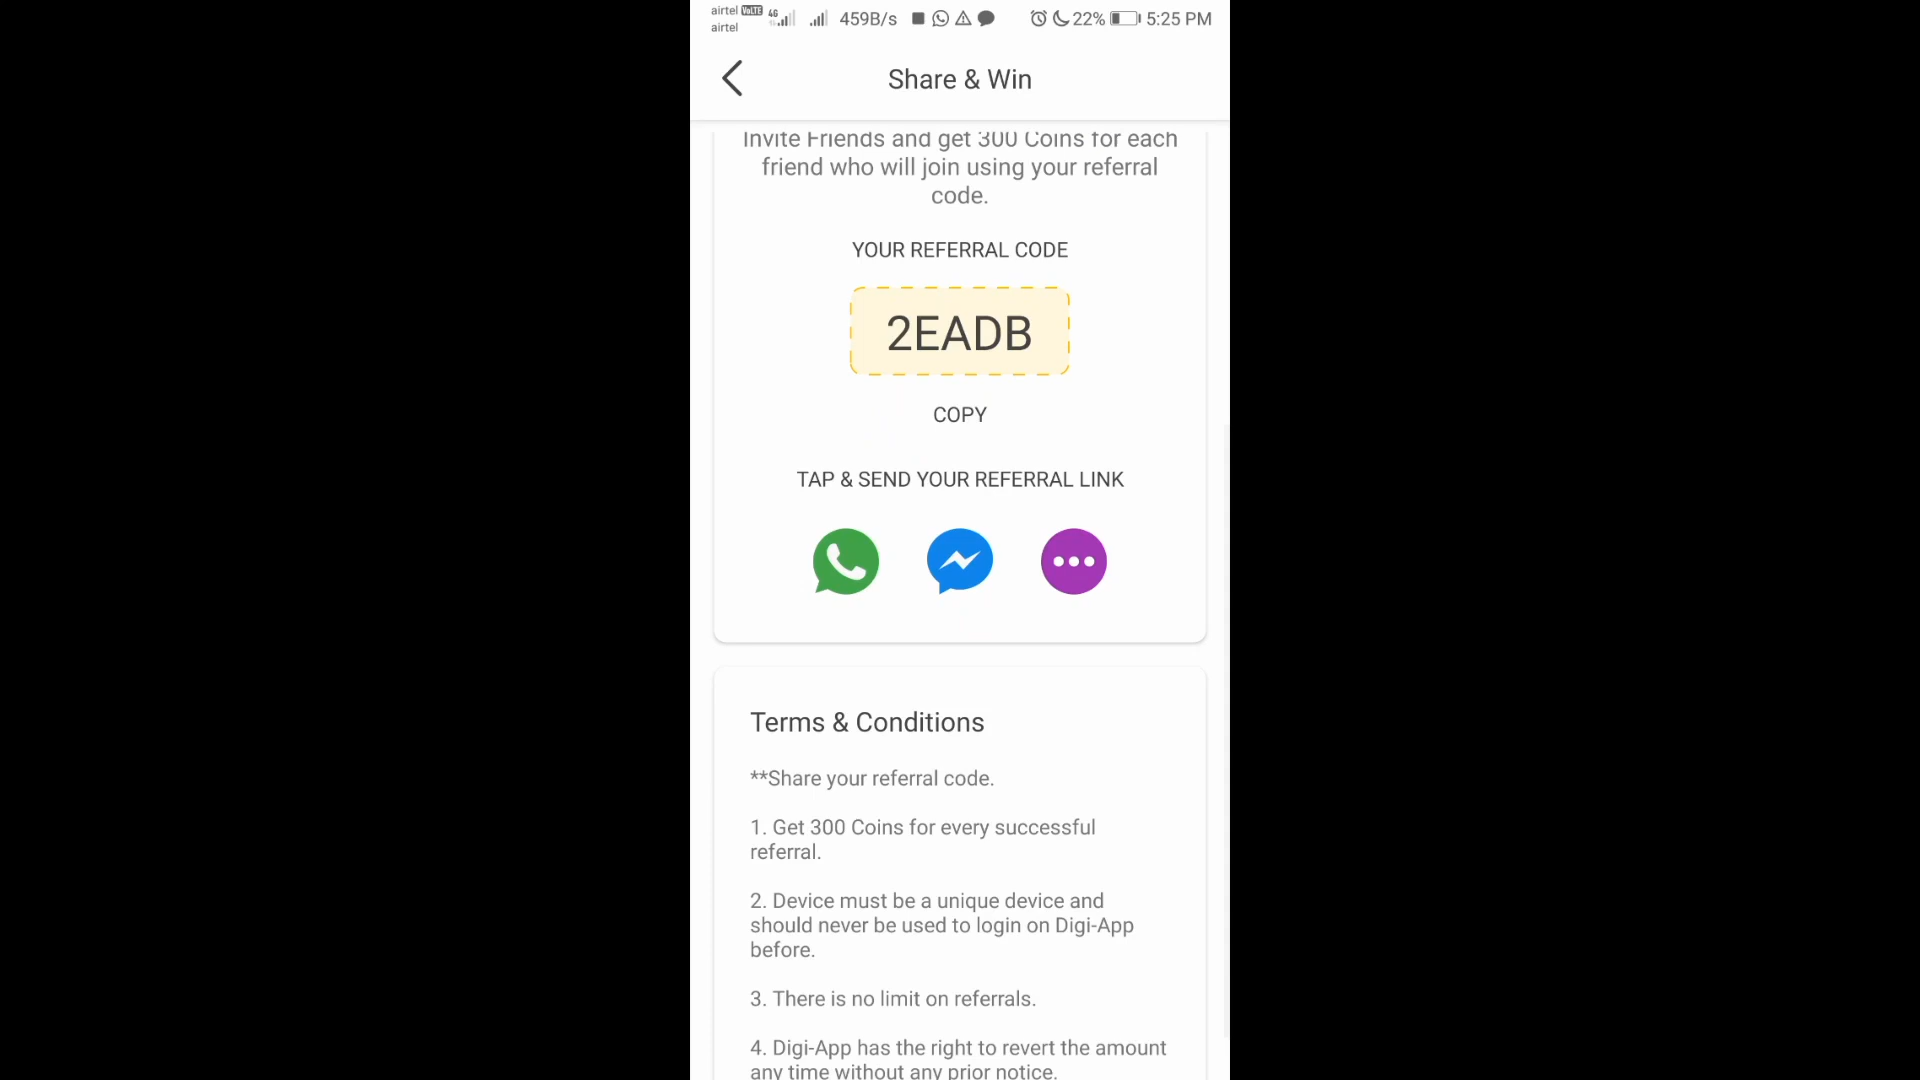 airtel VoLTE 4G 459B/s 22% 5:25 PM
airtel
Share & Win
Invite Friends and get 300 Coins for each
friend who will join using your referral
code.
YOUR REFERRAL CODE
2EADB
COPY
TAP & SEND YOUR REFERRAL LINK
Terms & Conditions
**Share your referral code.
1. Get 300 Coins for every successful
referral.
2. Device must be a unique device and
should never be used to login on Digi-App
before.
3. There is no limit on referrals.
4. Digi-App has the right to revert the amount
any time without any prior notice.